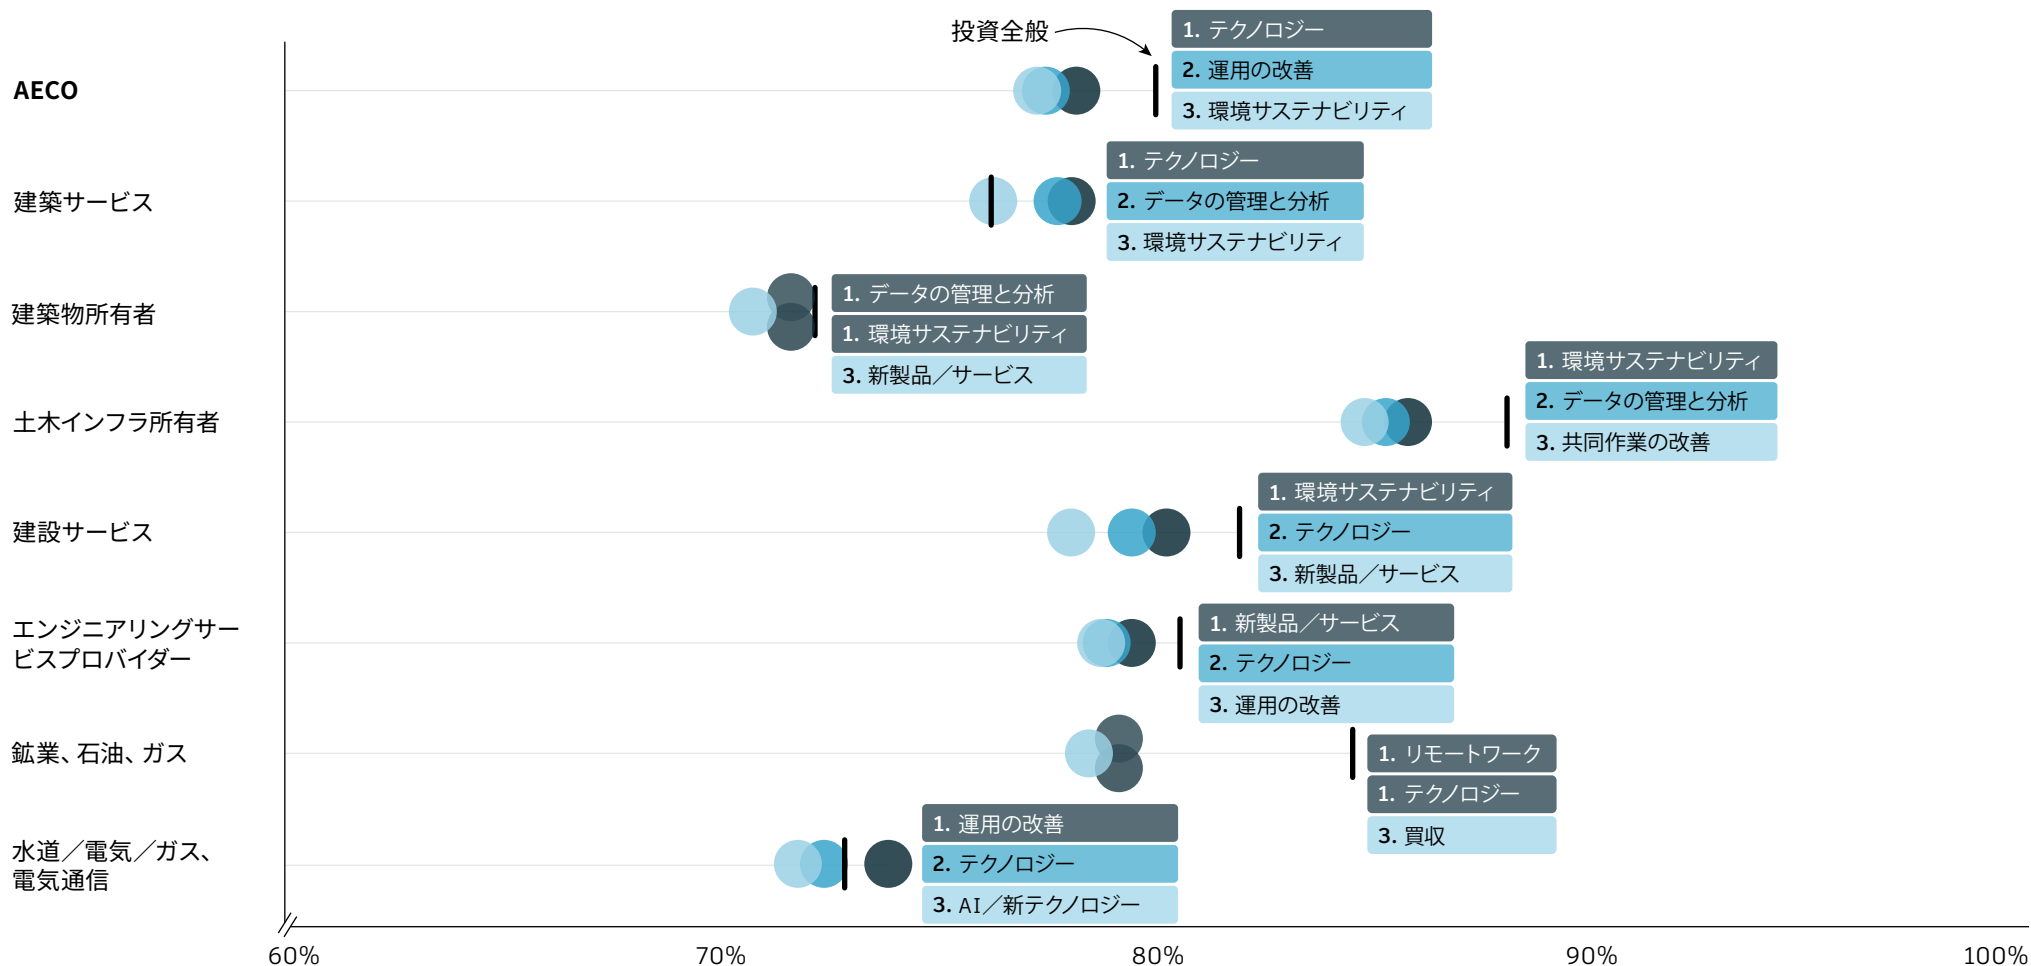 投資全般
AECO
1. テクノロジー
2. 運用の改善
3. 環境サステナビリティ
建築サービス
1. テクノロジー
2. データの管理と分析
3. 環境サステナビリティ
建築物所有者
1. データの管理と分析
1. 環境サステナビリティ
3. 新製品／サービス
土木インフラ所有者
1. 環境サステナビリティ
2. データの管理と分析
3. 共同作業の改善
建設サービス
1. 環境サステナビリティ
2. テクノロジー
3. 新製品／サービス
エンジニアリングサー
ビスプロバイダー
1. 新製品／サービス
2. テクノロジー
3. 運用の改善
鉱業、石油、ガス
1. リモートワーク
1. テクノロジー
3. 買収
水道／電気／ガス、
電気通信
1. 運用の改善
2. テクノロジー
3. AI／新テクノロジー
60% 70% 80% 90% 100%